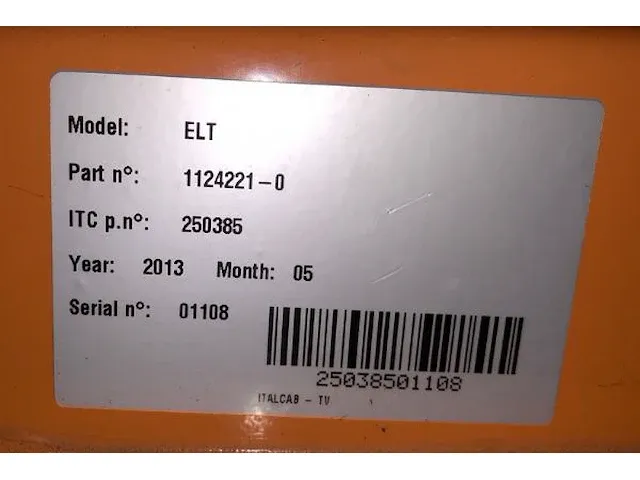 Model: ELT
Part n°: 1124221-0
ITC p.n°: 250385
Year: 2013 Month: 05
Serial n°: 01108
25038501108
ITALCAB - TV